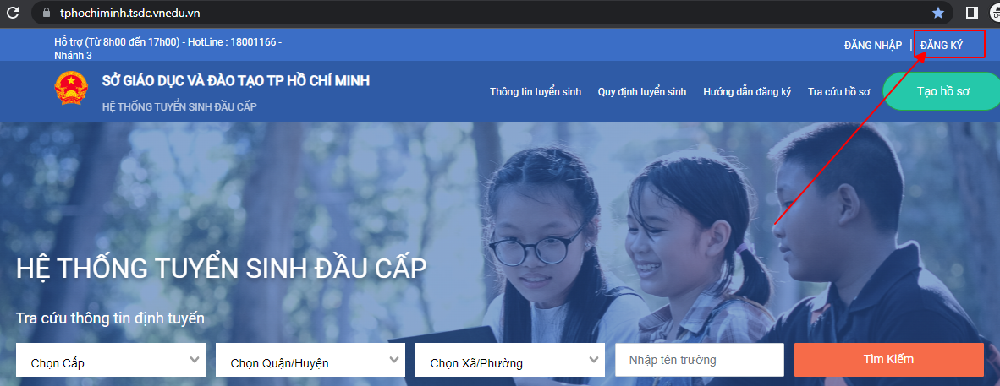 tphochiminh.tsdc.vnedu.vn
Hỗ trợ (Từ 8h00 đến 17h00) - HotLine : 18001166 -
Nhánh 3
ĐĂNG NHẬP | ĐĂNG KÝ
SỞ GIÁO DỤC VÀ ĐÀO TẠO TP HỒ CHÍ MINH
HỆ THỐNG TUYỂN SINH ĐẦU CẤP
Thông tin tuyển sinh Quy định tuyển sinh Hướng dẫn đăng ký Tra cứu hồ sơ Tạo hồ sơ
HỆ THỐNG TUYỂN SINH ĐẦU CẤP
Tra cứu thông tin định tuyến
Chọn Cấp Chọn Quận/Huyện Chọn Xã/Phường Nhập tên trường Tìm Kiếm